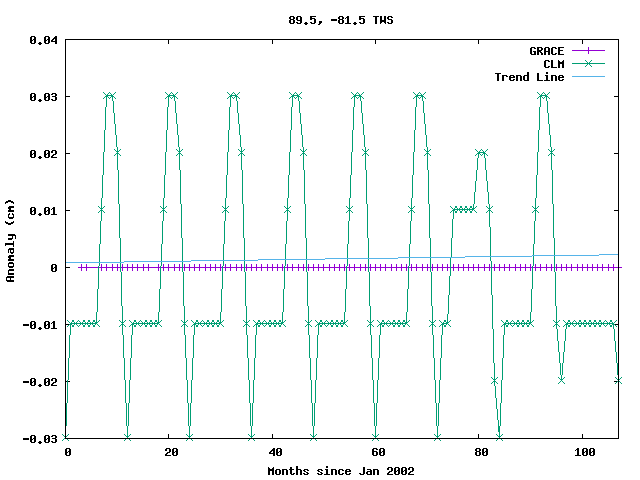 89.5, -81.5 TWS
GRACE
CLM
Trend Line
0.04
0.03
0.02
0.01
0
-0.01
-0.02
-0.03
Anomaly (cm)
0 20 40 60 80 100
Months since Jan 2002